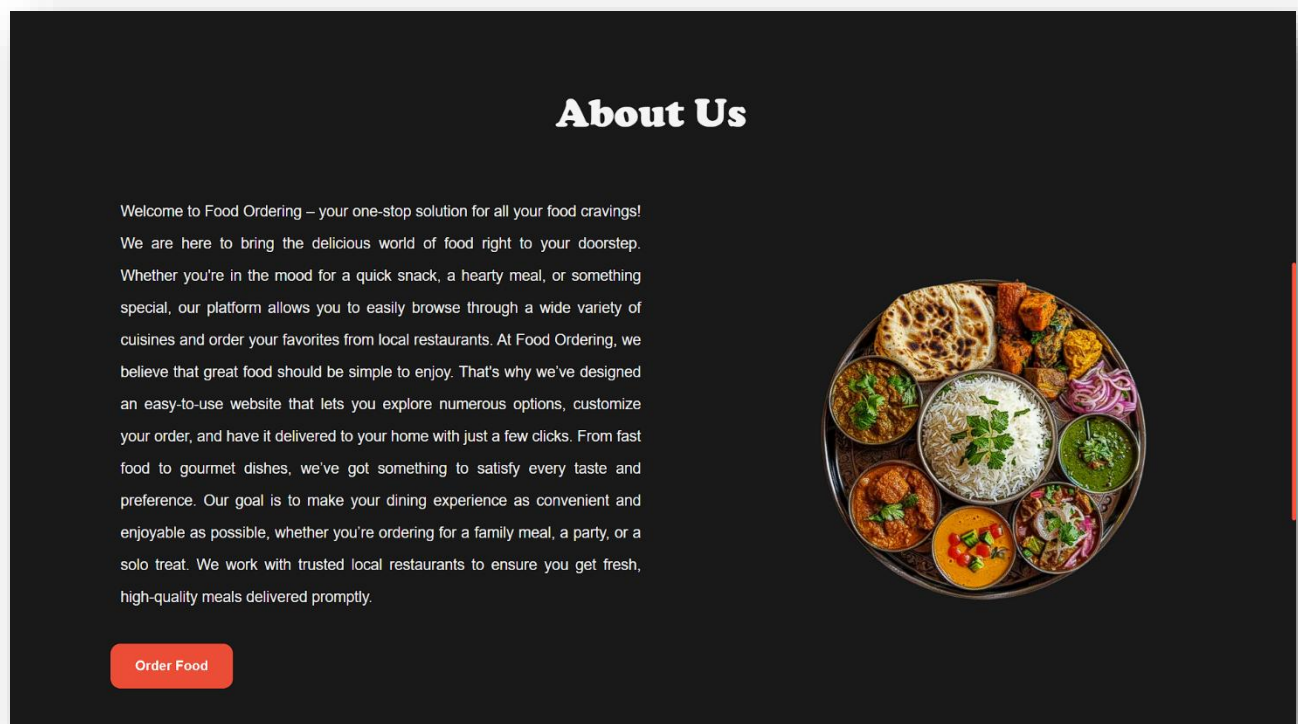 About Us
Welcome to Food Ordering – your one-stop solution for all your food cravings!
We are here to bring the delicious world of food right to your doorstep.
Whether you're in the mood for a quick snack, a hearty meal, or something
special, our platform allows you to easily browse through a wide variety of
cuisines and order your favorites from local restaurants. At Food Ordering, we
believe that great food should be simple to enjoy. That's why we’ve designed
an easy-to-use website that lets you explore numerous options, customize
your order, and have it delivered to your home with just a few clicks. From fast
food to gourmet dishes, we’ve got something to satisfy every taste and
preference. Our goal is to make your dining experience as convenient and
enjoyable as possible, whether you’re ordering for a family meal, a party, or a
solo treat. We work with trusted local restaurants to ensure you get fresh,
high-quality meals delivered promptly.
Order Food